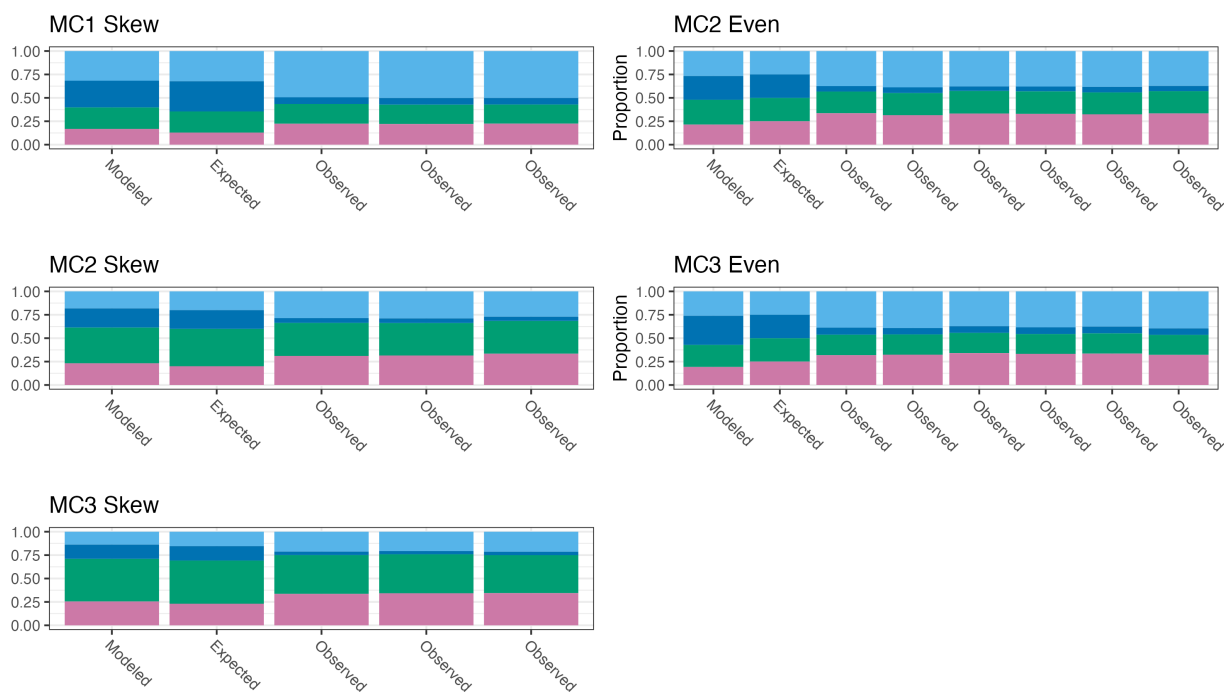 MC1 Skew
1.00
0.75
0.50
0.25
0.00
Modeled
Expected
Observed
Observed
Observed
MC2 Even
Proportion
1.00
0.75
0.50
0.25
0.00
Modeled
Expected
Observed
Observed
Observed
Observed
Observed
Observed
MC2 Skew
1.00
0.75
0.50
0.25
0.00
Modeled
Expected
Observed
Observed
Observed
MC3 Even
Proportion
1.00
0.75
0.50
0.25
0.00
Modeled
Expected
Observed
Observed
Observed
Observed
Observed
Observed
MC3 Skew
1.00
0.75
0.50
0.25
0.00
Modeled
Expected
Observed
Observed
Observed